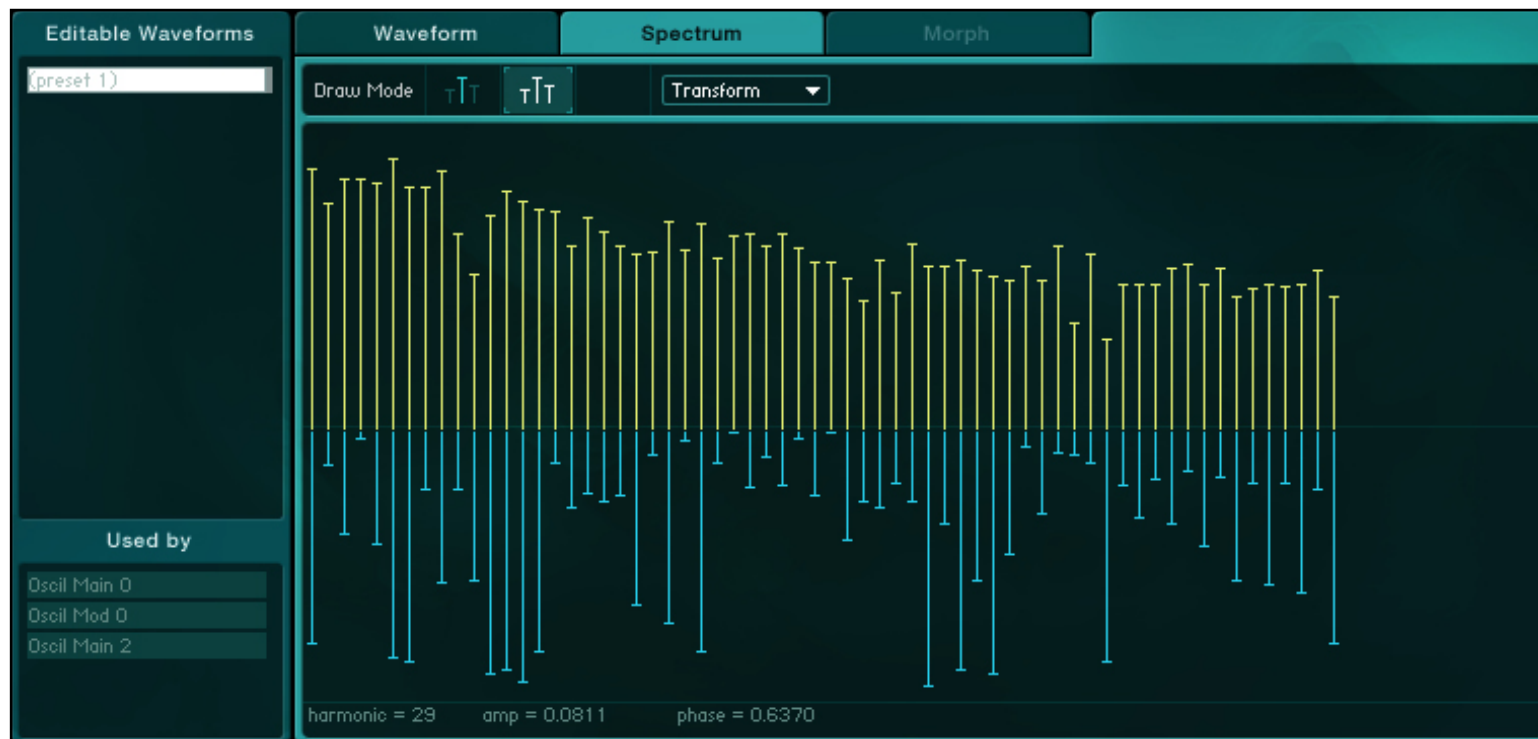 Editable Waveforms
Waveform
Spectrum
Morph
(preset 1)
Draw Mode
Transform
Used by
Oscil Main 0
Oscil Mod 0
Oscil Main 2
harmonic = 29 amp = 0.0811 phase = 0.6370